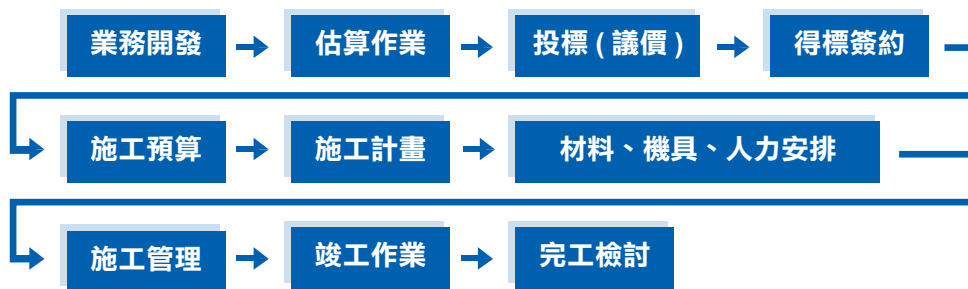 業務開發
估算作業
投標 ( 議價 )
得標簽約
施工預算
施工計畫
材料、機具、人力安排
施工管理
竣工作業
完工檢討